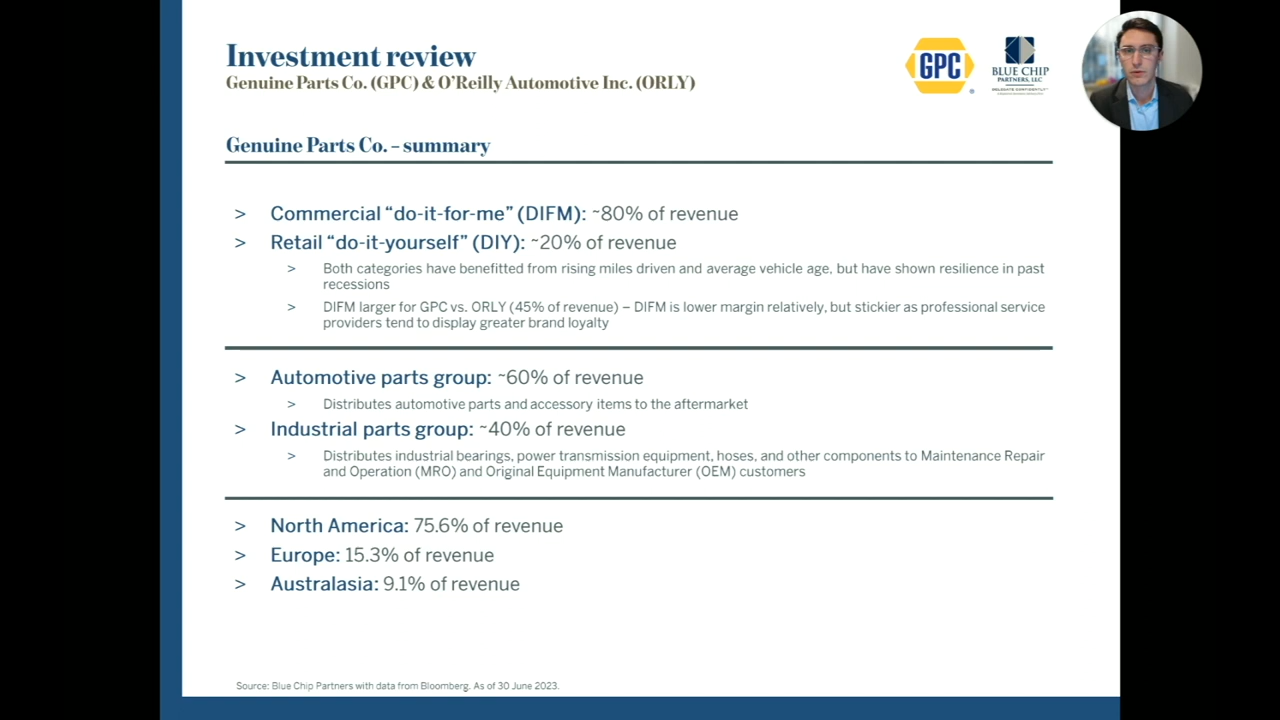 Investment review
Genuine Parts Co. (GPC) & O'Reilly Automotive Inc. (ORLY)
GPC
BLUE CHIP
PARTNERS, LLC
Genuine Parts Co. – summary
> Commercial “do-it-for-me” (DIFM): ~80% of revenue
> Retail “do-it-yourself” (DIY): ~20% of revenue
> Both categories have benefitted from rising miles driven and average vehicle age, but have shown resilience in past
recessions
> DIFM larger for GPC vs. ORLY (45% of revenue) – DIFM is lower margin relatively, but stickier as professional service
providers tend to display greater brand loyalty
> Automotive parts group: ~60% of revenue
> Distributes automotive parts and accessory items to the aftermarket
> Industrial parts group: ~40% of revenue
> Distributes industrial bearings, power transmission equipment, hoses, and other components to Maintenance Repair
and Operation (MRO) and Original Equipment Manufacturer (OEM) customers
> North America: 75.6% of revenue
> Europe: 15.3% of revenue
> Australasia: 9.1% of revenue
Source: Blue Chip Partners with data from Bloomberg. As of 30 June 2023.